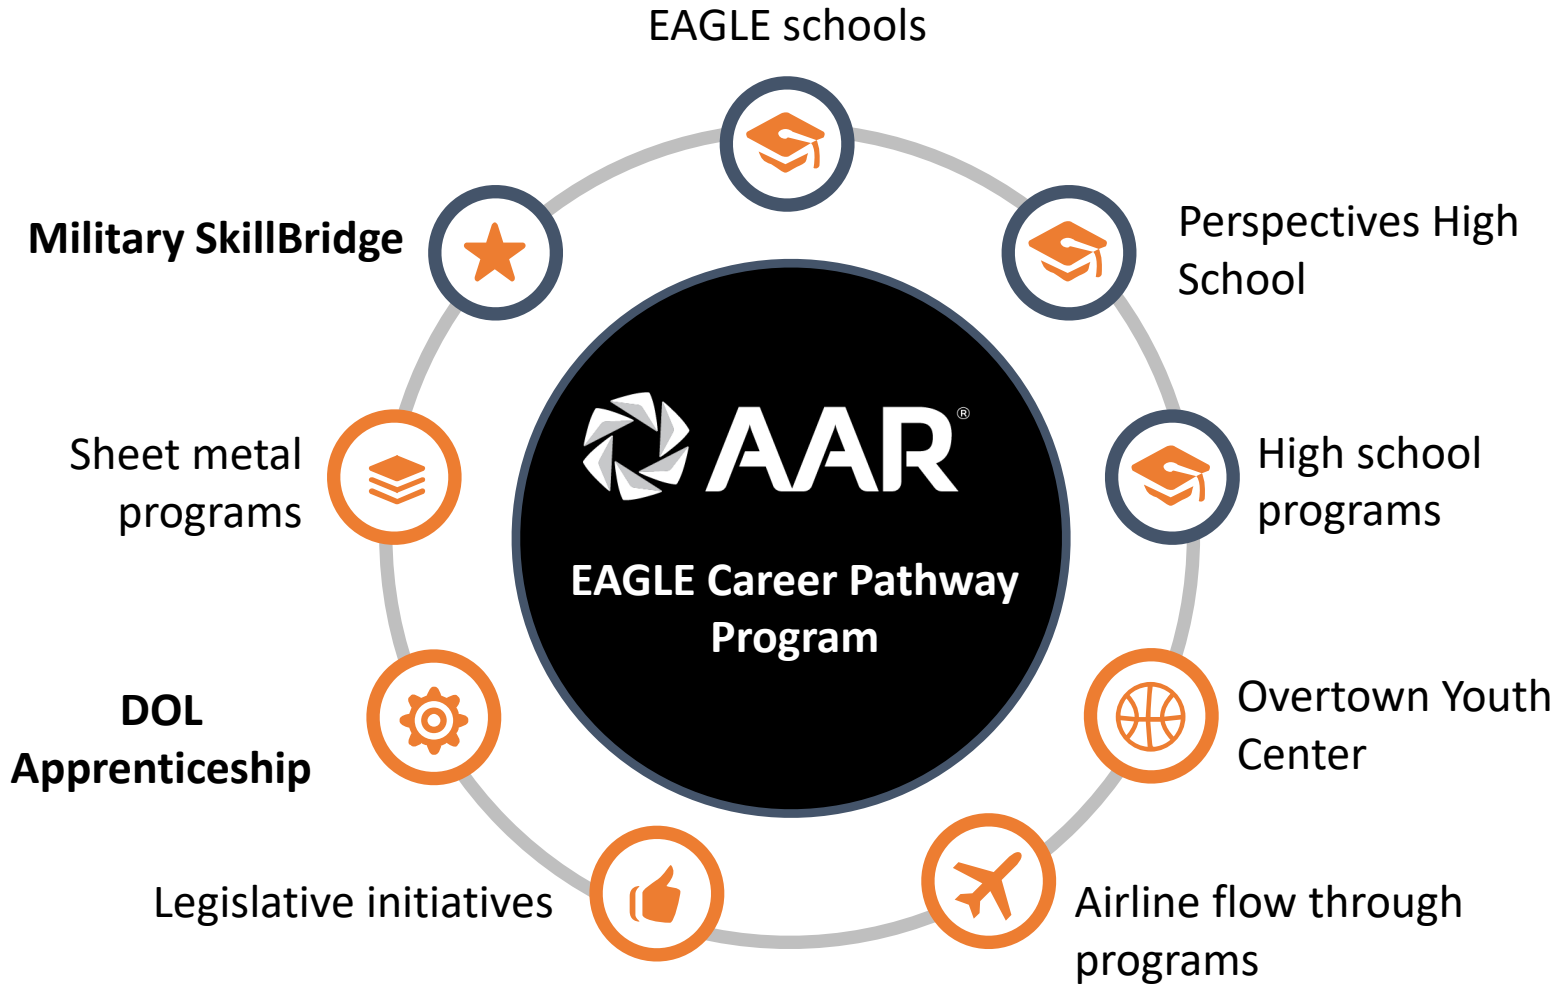 EAGLE schools
Military SkillBridge
Perspectives High
School
Sheet metal
programs
High school
programs
AAR®
EAGLE Career Pathway
Program
DOL
Apprenticeship
Overtown Youth
Center
Legislative initiatives
Airline flow through
programs